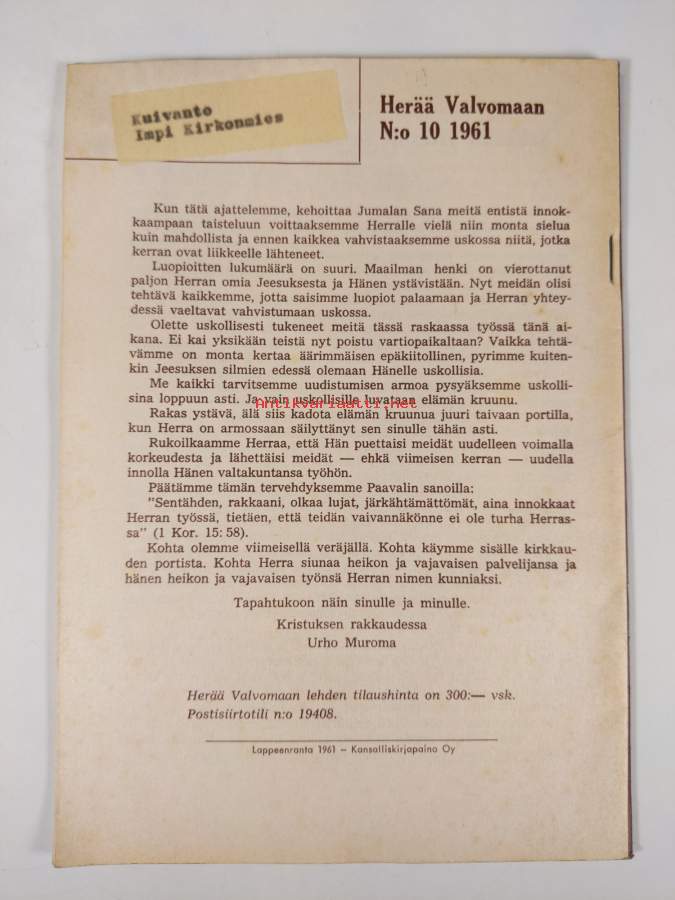 Kuivanto
Impi Kirkonmies
Herää Valvomaan
N:o 10 1961
Kun tätä ajattelemme, kehoittaa Jumalan Sana meitä entistä innok-
kaampaan taisteluun voittaaksemme Herralle vielä niin monta sielua
kuin mahdollista ja ennen kaikkea vahvistaaksemme uskossa niitä, jotka
kerran ovat liikkeelle lähteneet.
Luopioitten lukumäärä on suuri. Maailman henki on vierottanut
paljon Herran omia Jeesuksesta ja Hänen ystävistään. Nyt meidän olisi
tehtävä kaikkemme, jotta saisimme luopiot palaamaan ja Herran yhtey-
dessä vaeltavat vahvistumaan uskossa.
Olette uskollisesti tukeneet meitä tässä raskaassa työssä tänä ai-
kana. Ei kai yksikään teistä nyt poistu vartiopaikaltaan? Vaikka tehtä-
vämme on monta kertaa äärimmäisen epäkiitollinen, pyrimme kuiten-
kin Jeesuksen silmien edessä olemaan Hänelle uskollisia.
Me kaikki tarvitsemme uudistumisen armoa pysyäksemme uskolli-
sina loppuun asti. Ja vain uskollisille luvataan elämän kruunu.
Antikvariaatti.net
Rakas ystävä, älä siis kadota elämän kruunua juuri taivaan portilla,
kun Herra on armossaan säilyttänyt sen sinulle tähän asti.
Rukoilkaamme Herraa, että Hän puettaisi meidät uudelleen voimalla
korkeudesta ja lähettäisi meidät — ehkä viimeisen kerran — uudella
innolla Hänen valtakuntansa työhön.
Päätämme tämän tervehdyksemme Paavalin sanoilla:
"Sentähden, rakkaani, olkaa lujat, järkähtämättömät, aina innokkaat
Herran työssä, tietäen, että teidän vaivannäkönne ei ole turha Herras-
sa" (1 Kor. 15: 58).
Kohta olemme viimeisellä veräjällä. Kohta käymme sisälle kirkkau-
den portista. Kohta Herra siunaa heikon ja vajavaisen palvelijansa ja
hänen heikon ja vajavaisen työnsä Herran nimen kunniaksi.
Tapahtukoon näin sinulle ja minulle.
Kristuksen rakkaudessa
Urho Muroma
Herää Valvomaan lehden tilaushinta on 300:— vsk.
Postisiirtotili n:o 19408.
Lappeenranta 1961 – Kansalliskirjapaino Oy